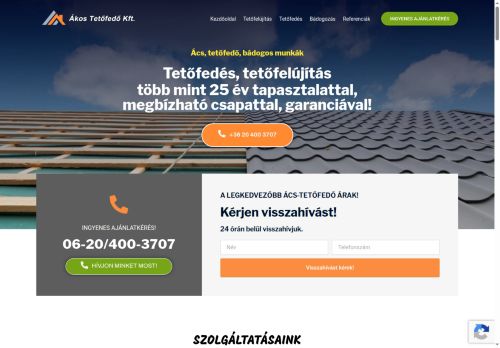 Ákos Tetőfedő Kft.
Kezdőoldal
Tetőfelújítás
Tetőfedés
Bádogozás
Referenciák
INGYENES AJÁNLATKÉRÉS
Ács, tetőfedő, bádogos munkák
Tetőfedés, tetőfelújítás
több mint 25 év tapasztalattal,
megbízható csapattal, garanciával!
+36 20 400 3707
INGYENES AJÁNLATKÉRÉS!
06-20/400-3707
HÍVJON MINKET MOST!
A LEGKEDVEZŐBB ÁCS-TETŐFEDŐ ÁRAK!
Kérjen visszahívást!
24 órán belül visszahívjuk.
Név
Telefonszám
Visszahívást kérek!
SZOLGÁLTATÁSAINK